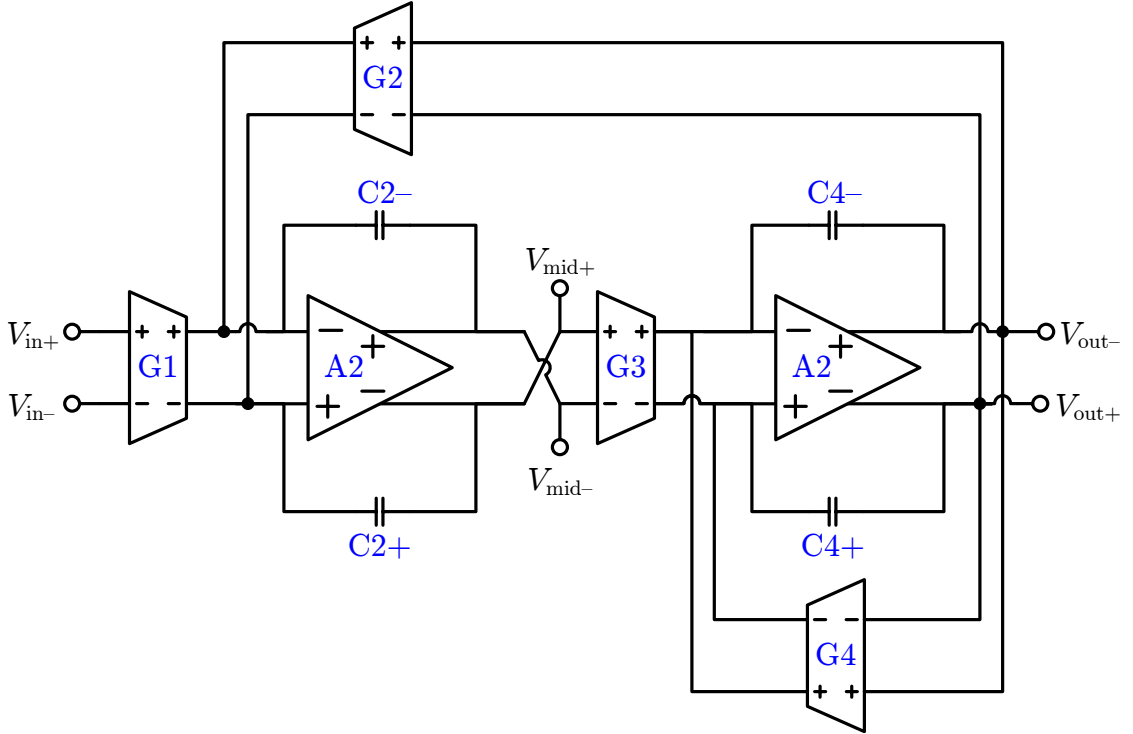 + +
G2
– –
C2–
C4–
V_mid+
V_in+
+ +
G1
– –
V_in–
–
+
A2
–
+
+ +
G3
– –
–
+
A2
–
+
V_out–
V_out+
V_mid–
C2+
C4+
– –
G4
+ +